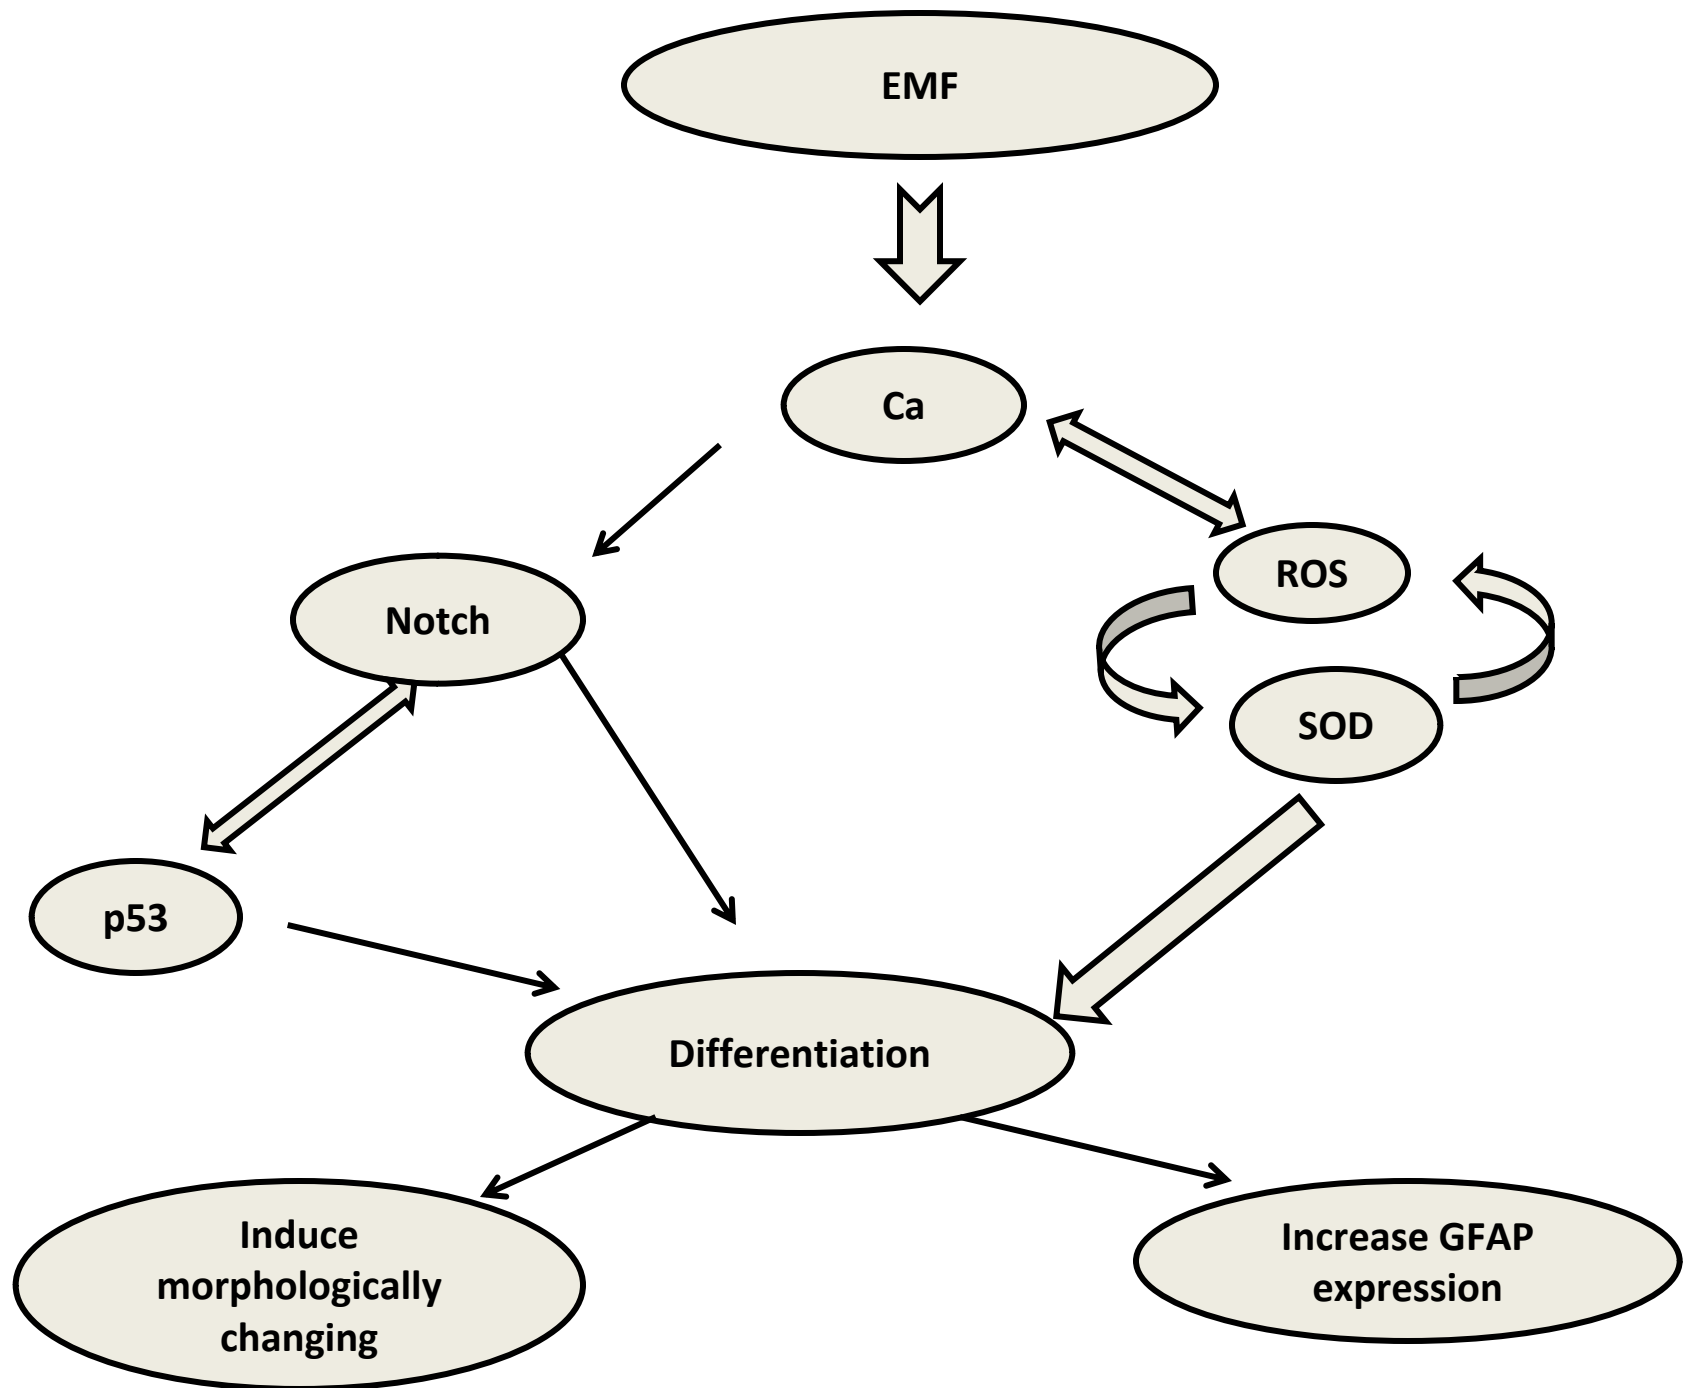 EMF
Ca
ROS
Notch
SOD
p53
Differentiation
Induce
morphologically
changing
Increase GFAP
expression